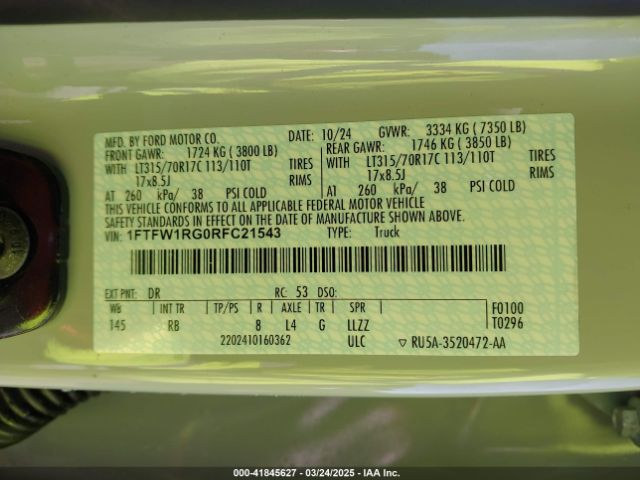 MFD. BY FORD MOTOR CO. DATE: 10/24 GVWR: 3334 KG ( 7350 LB)
FRONT GAWR: 1724 KG ( 3800 LB) REAR GAWR: 1746 KG ( 3850 LB)
WITH LT315/70R17C 113/110T TIRES WITH LT315/70R17C 113/110T TIRES
17x8.5J RIMS 17x8.5J RIMS
AT 260 kPa/ 38 PSI COLD AT 260 kPa/ 38 PSI COLD
THIS VEHICLE CONFORMS TO ALL APPLICABLE FEDERAL MOTOR VEHICLE
SAFETY STANDARDS IN EFFECT ON THE DATE OF MANUFACTURE SHOWN ABOVE.
VIN: 1FTFW1RG0RFC21543 TYPE: Truck
EXT PNT: DR RC: 53 DSO:
WB INT TR TP/PS R AXLE TR SPR F0100
145 RB 8 L4 G LLZZ T0296
2202410160362 ULC RU5A-3520472-AA
000-41845627 - 03/24/2025 - IAA Inc.